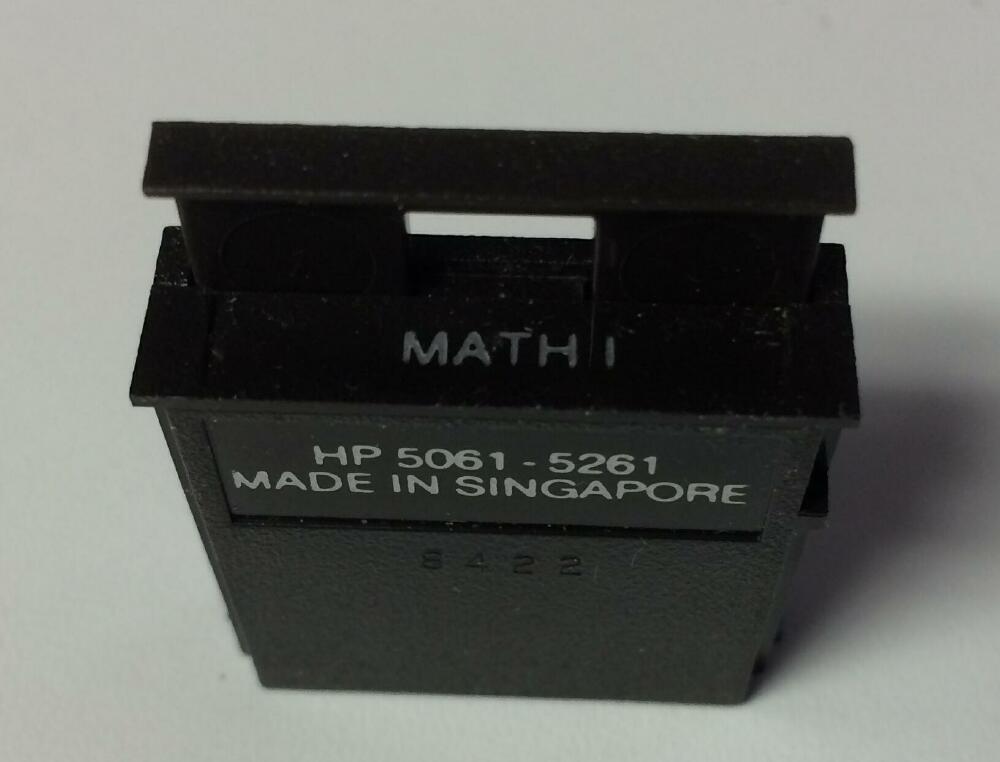 MATH I
HP 5061-5261
MADE IN SINGAPORE
8422